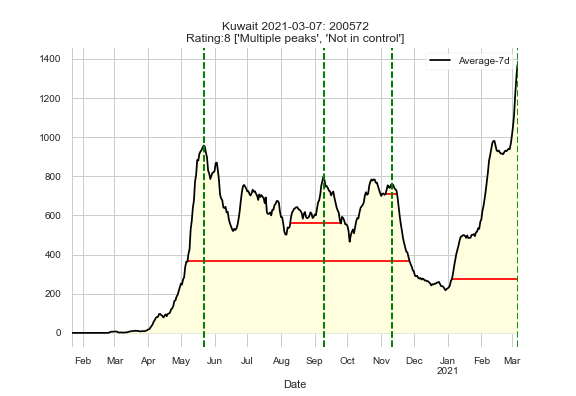 Kuwait 2021-03-07: 200572
Rating:8 ['Multiple peaks', 'Not in control']
Average-7d
1400
1200
1000
800
600
400
200
0
Feb Mar Apr May Jun Jul Aug Sep Oct Nov Dec Jan Feb Mar
2021
Date